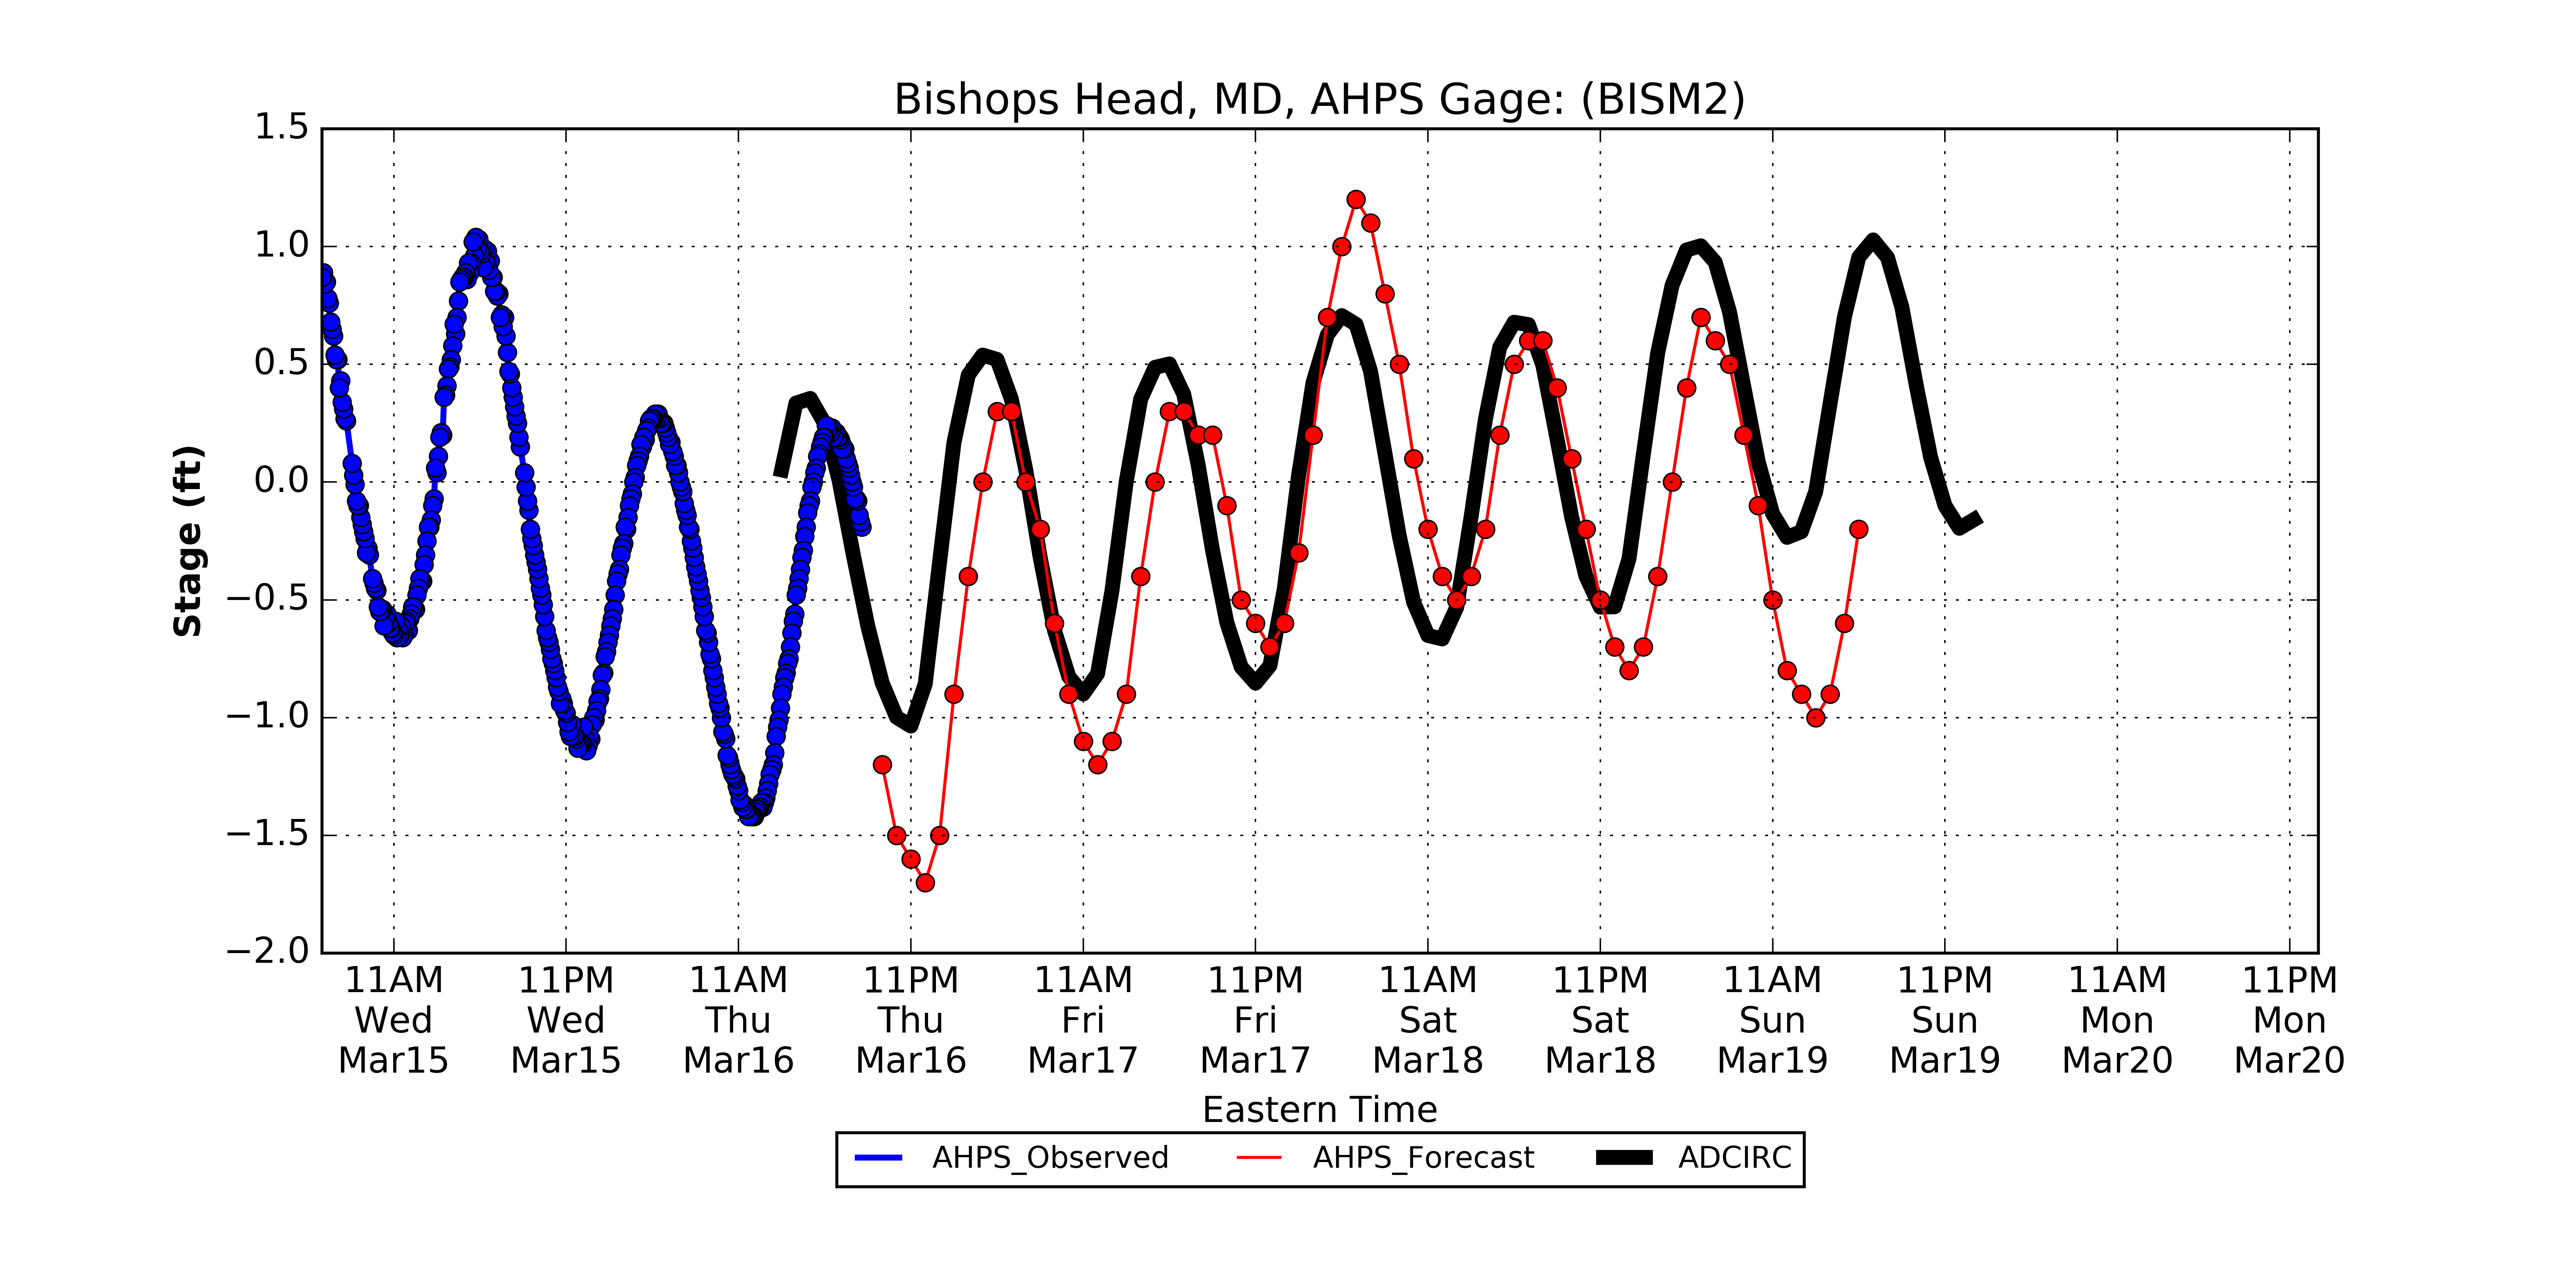 Bishops Head, MD, AHPS Gage: (BISM2)
1.5
1.0
0.5
0.0
−0.5
−1.0
−1.5
−2.0
Stage (ft)
11AM 11PM 11AM 11PM 11AM 11PM 11AM 11PM 11AM 11PM 11AM 11PM
Wed Wed Thu Thu Fri Fri Sat Sat Sun Sun Mon Mon
Mar15 Mar15 Mar16 Mar16 Mar17 Mar17 Mar18 Mar18 Mar19 Mar19 Mar20 Mar20
Eastern Time
AHPS_Observed AHPS_Forecast ADCIRC